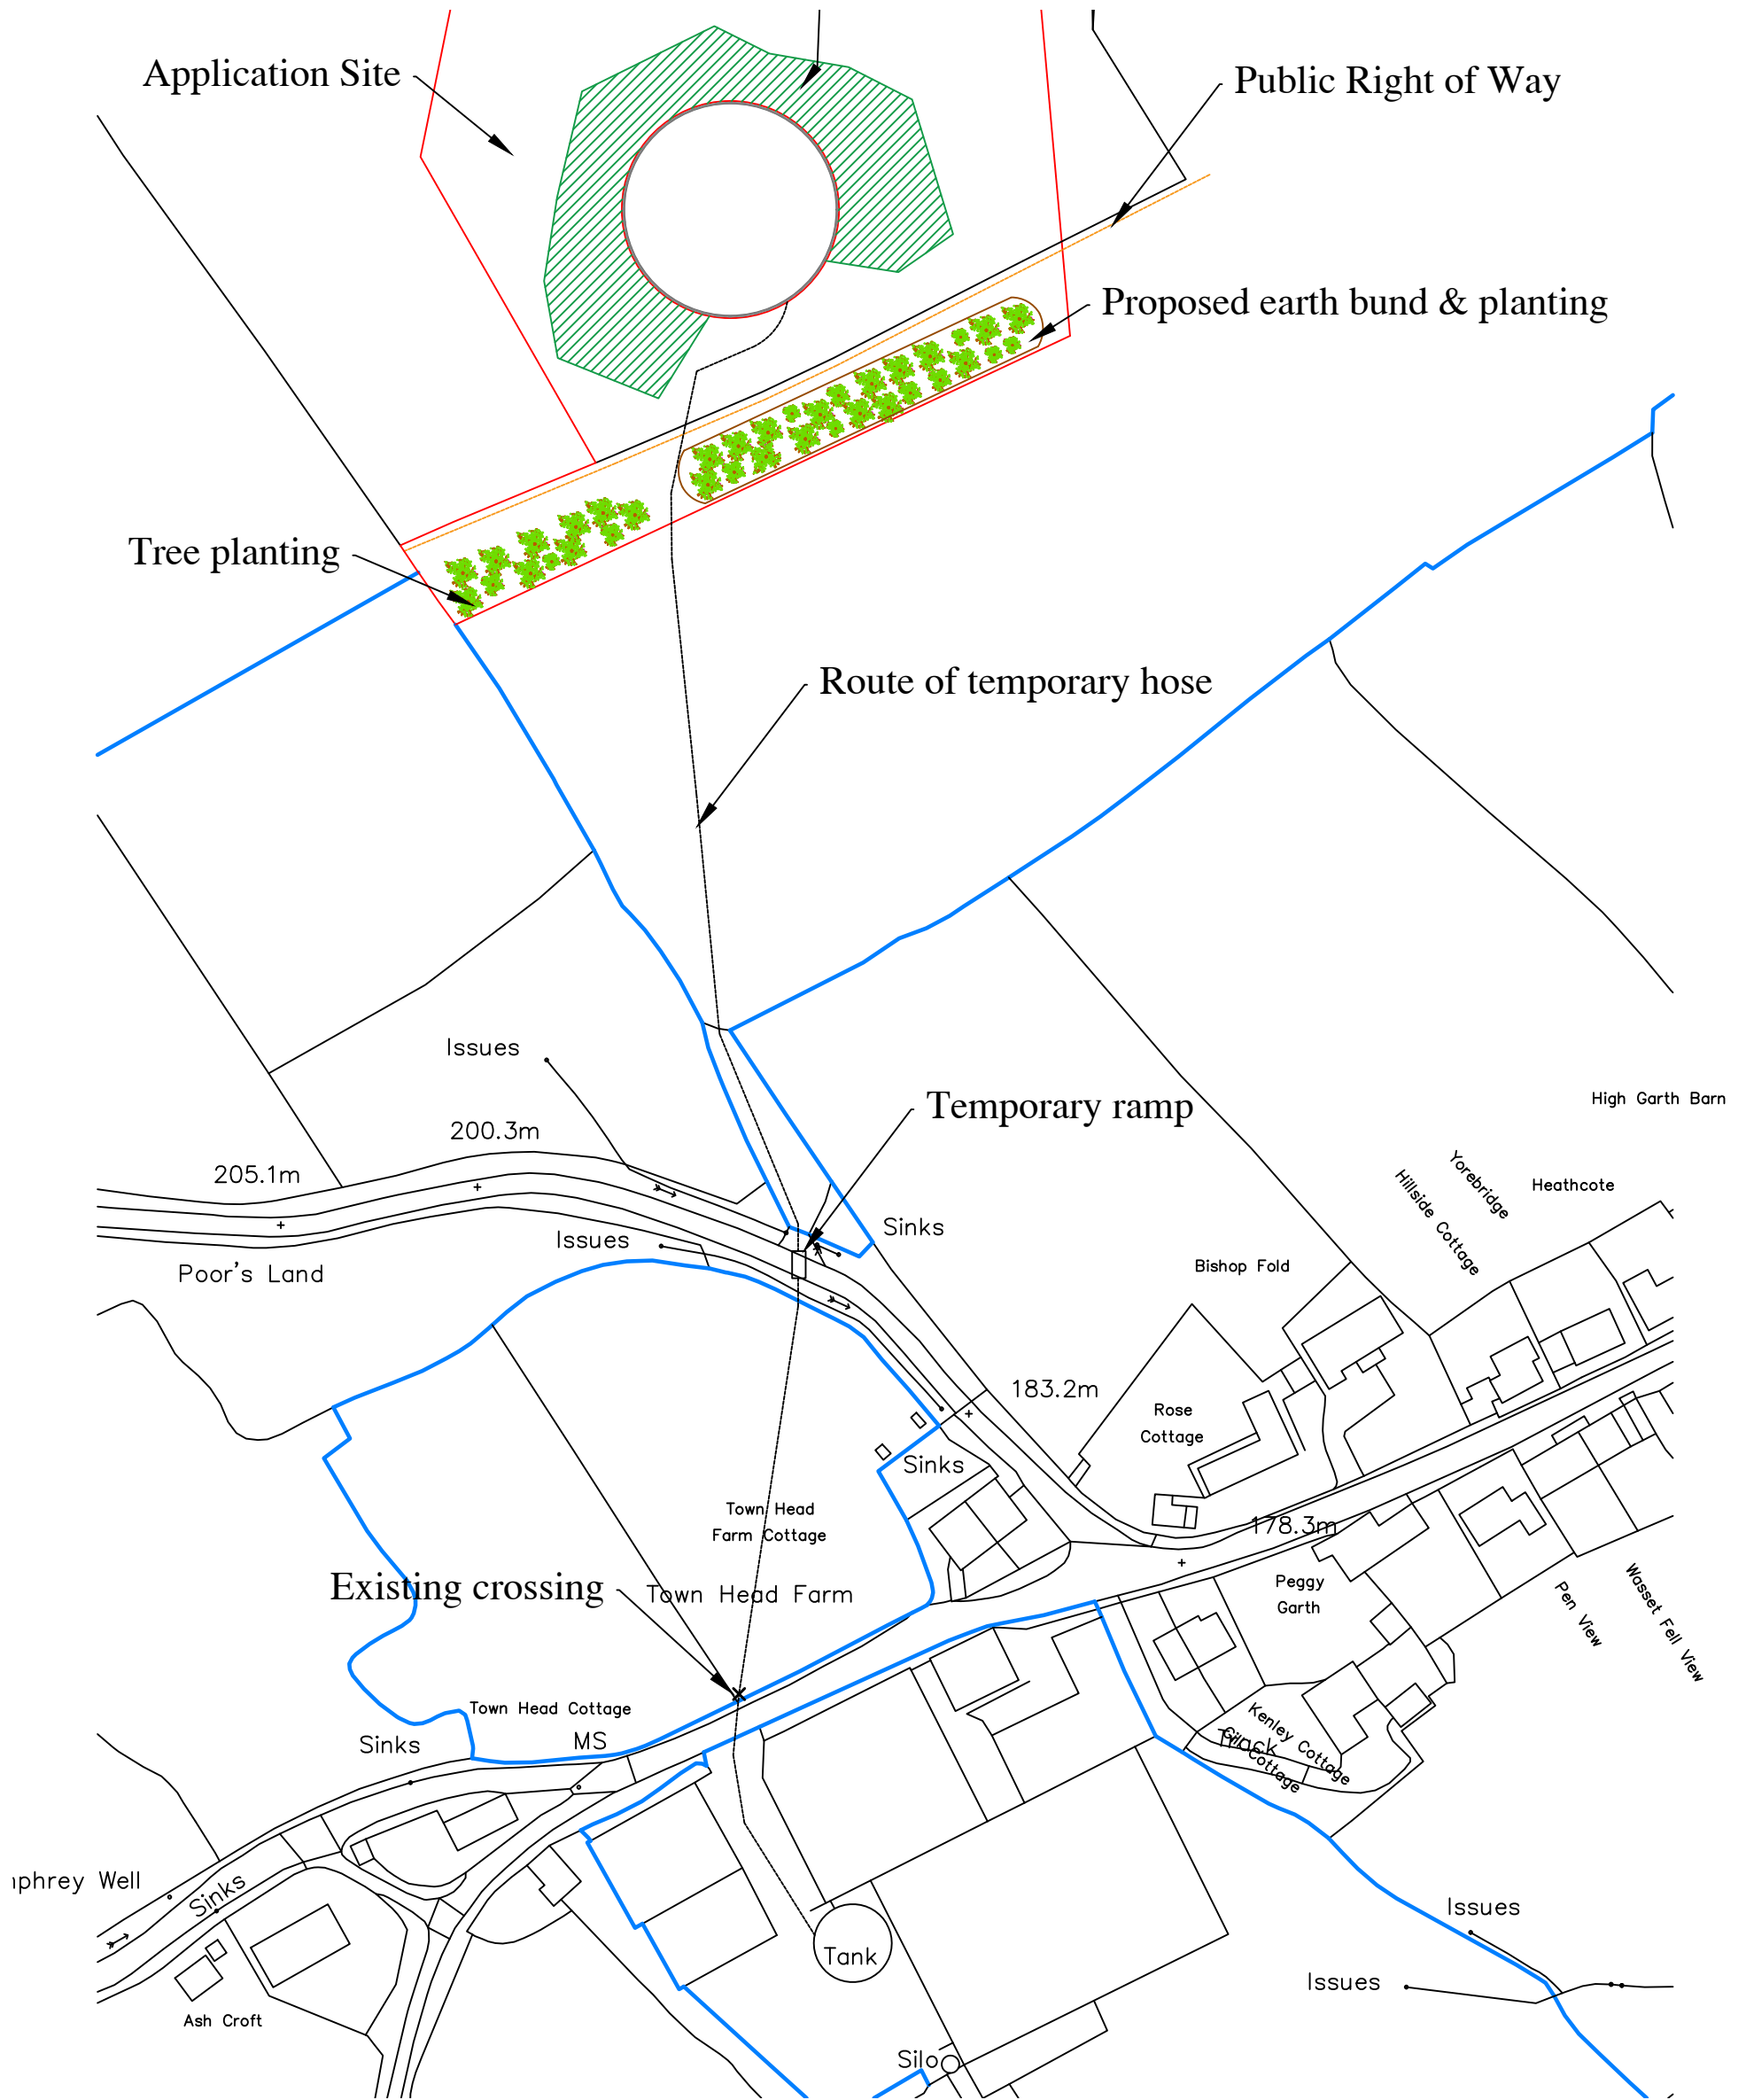 Application Site
Public Right of Way
Proposed earth bund & planting
Tree planting
Route of temporary hose
Issues
Temporary ramp
High Garth Barn
200.3m
205.1m
Yorebridge
Hillside Cottage
Heathcote
Sinks
Issues
Poor's Land
Bishop Fold
183.2m
Rose
Cottage
Sinks
Town Head
Farm Cottage
178.3m
Existing crossing
Town Head Farm
Peggy
Garth
Pen View
Wasset Fell View
Town Head Cottage
MS
Sinks
Kenley Cottage
Gill Cottage
Track
phrey Well
Sinks
Issues
Tank
Issues
Ash Croft
Silo